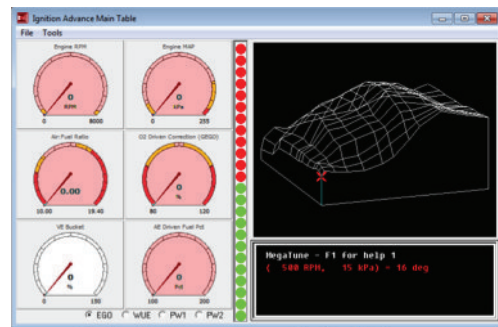 Ignition Advance Main Table
File Tools
Engine RPM
0
RPM
0 8000
Engine MAP
0
kPa
0 255
Air Fuel Ratio
0.00
10.00 19.40
O2 Driven Correction (GEGO)
0
%
80 120
VE Bucket
0
%
0 150
AE Driven Fuel Pct
0
Pct
100 200
EGO WUE PW1 PW2
MegaTune - F1 for help 1
( 500 RPM, 15 kPa) = 16 deg